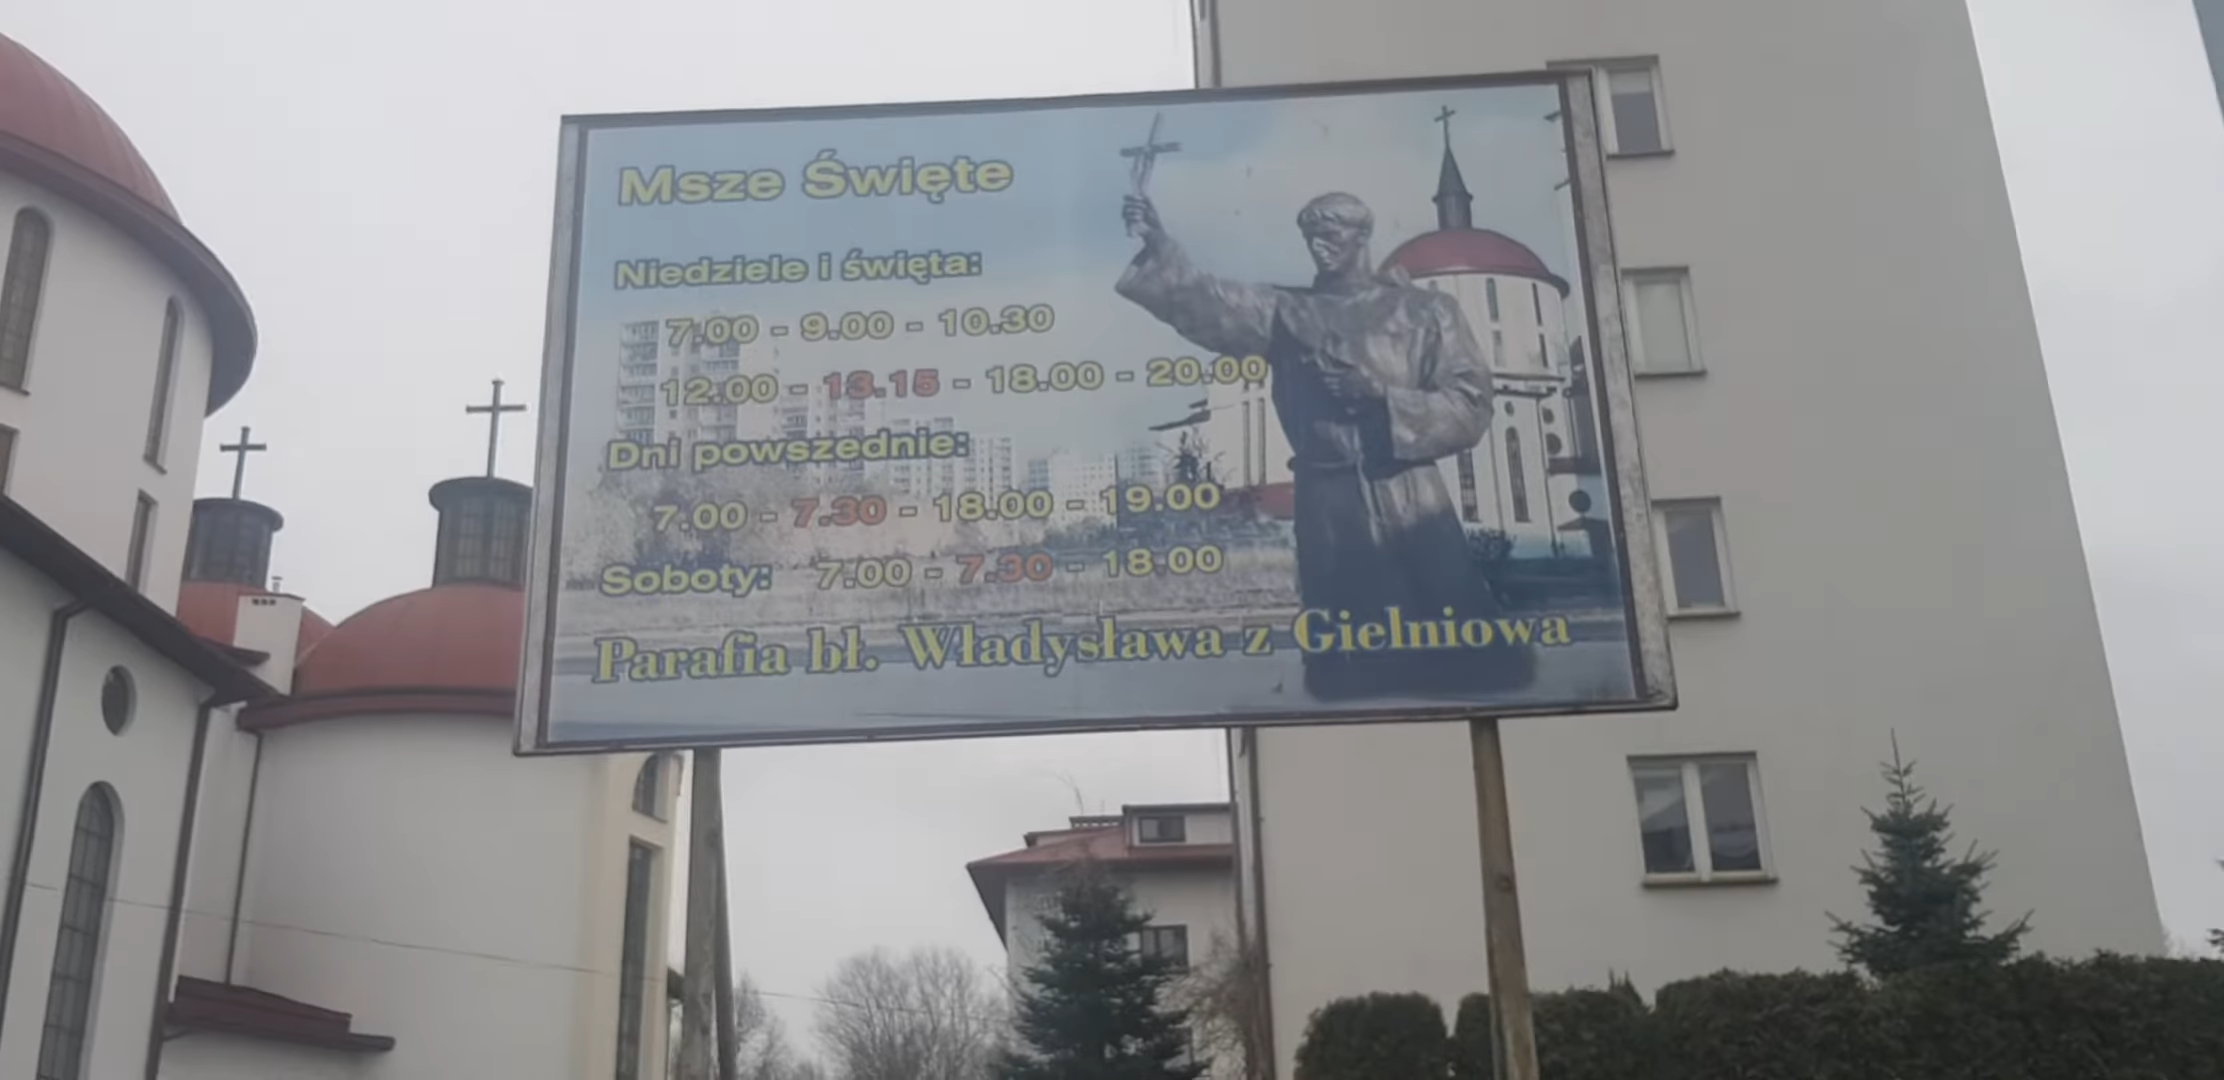 Msze Święte
Niedziele i święta:
7.00 - 9.00 - 10.30
12.00 - 13.15 - 18.00 - 20.00
Dni powszednie:
7.00 - 7.30 - 18.00 - 19.00
Soboty: 7.00 - 7.30 - 18.00
Parafia bł. Władysława z Gielniowa